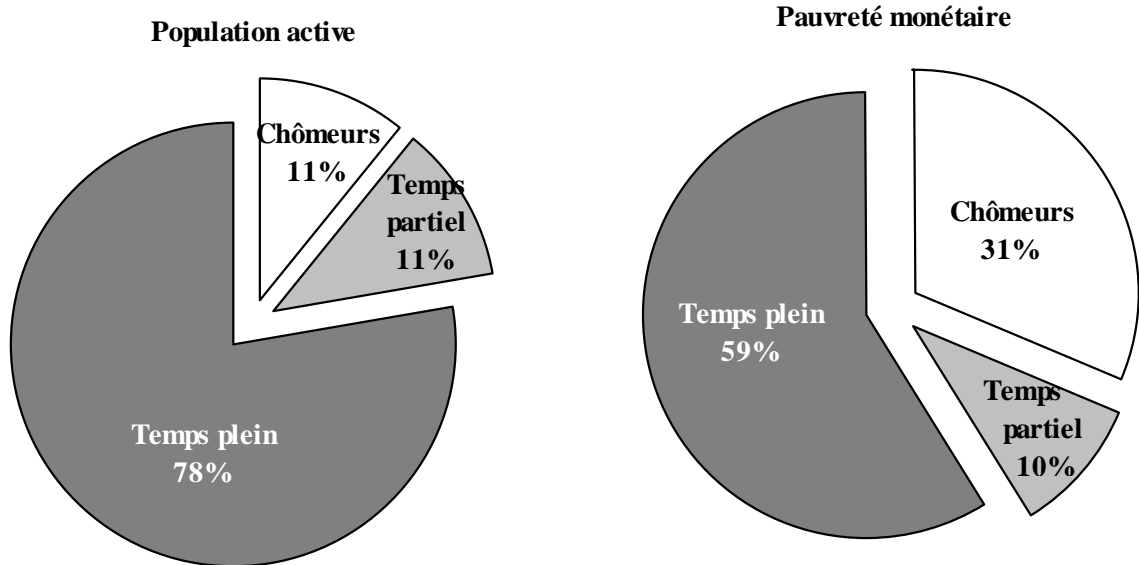 Population active
Chômeurs
11%
Temps
partiel
11%
Temps plein
78%
Pauvreté monétaire
Chômeurs
31%
Temps plein
59%
Temps
partiel
10%